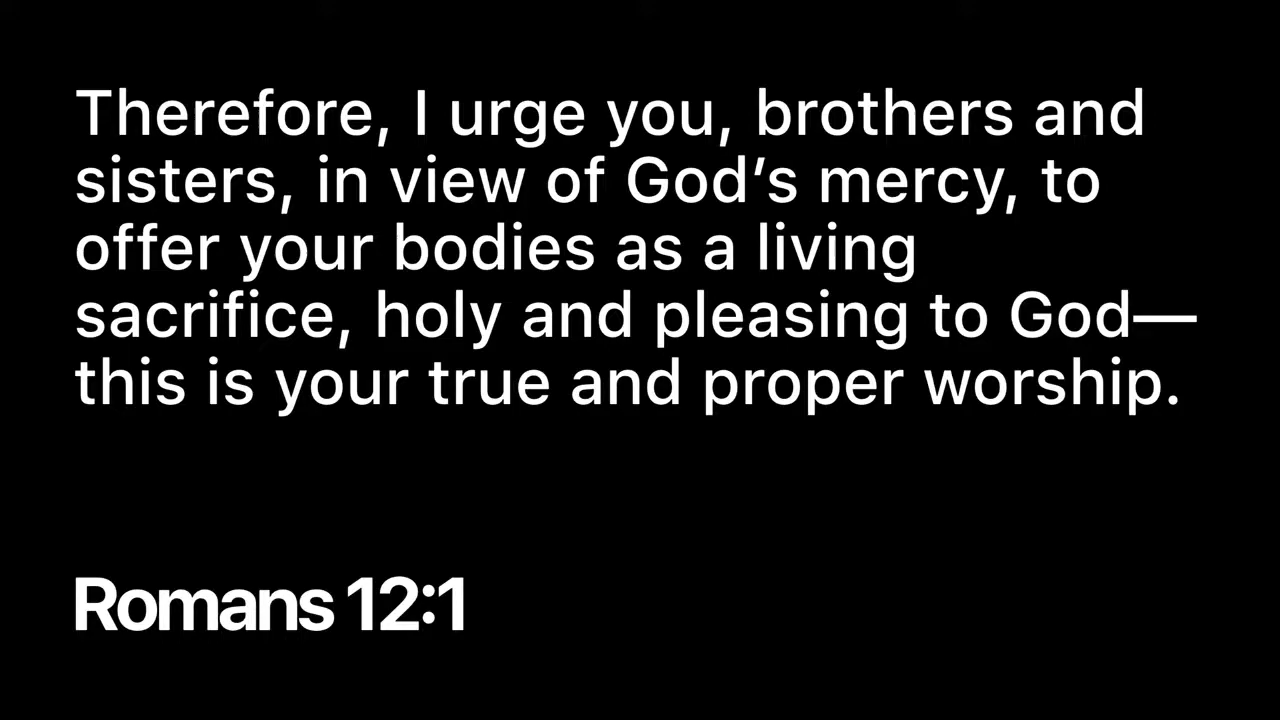 Therefore, I urge you, brothers and
sisters, in view of God’s mercy, to
offer your bodies as a living
sacrifice, holy and pleasing to God—
this is your true and proper worship.
Romans 12:1